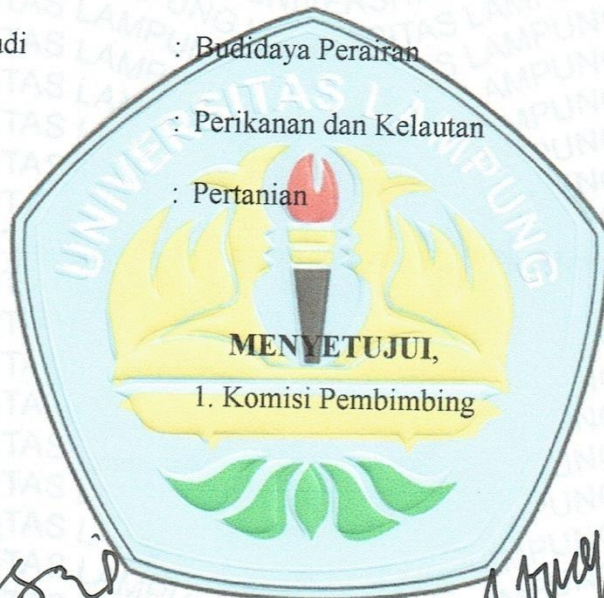 udi : Budidaya Perairan
: Perikanan dan Kelautan
: Pertanian
UNIVERSITAS LAMPUNG
MENYETUJUI,
1. Komisi Pembimbing